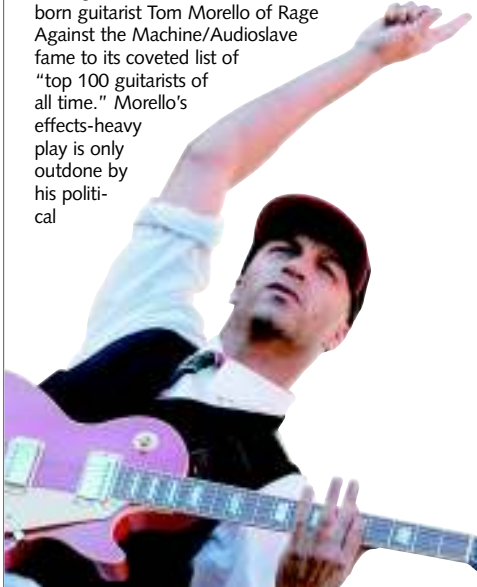 born guitarist Tom Morello of Rage
Against the Machine/Audioslave
fame to its coveted list of
“top 100 guitarists of
all time.” Morello’s
effects-heavy
play is only
outdone by
his politi-
cal